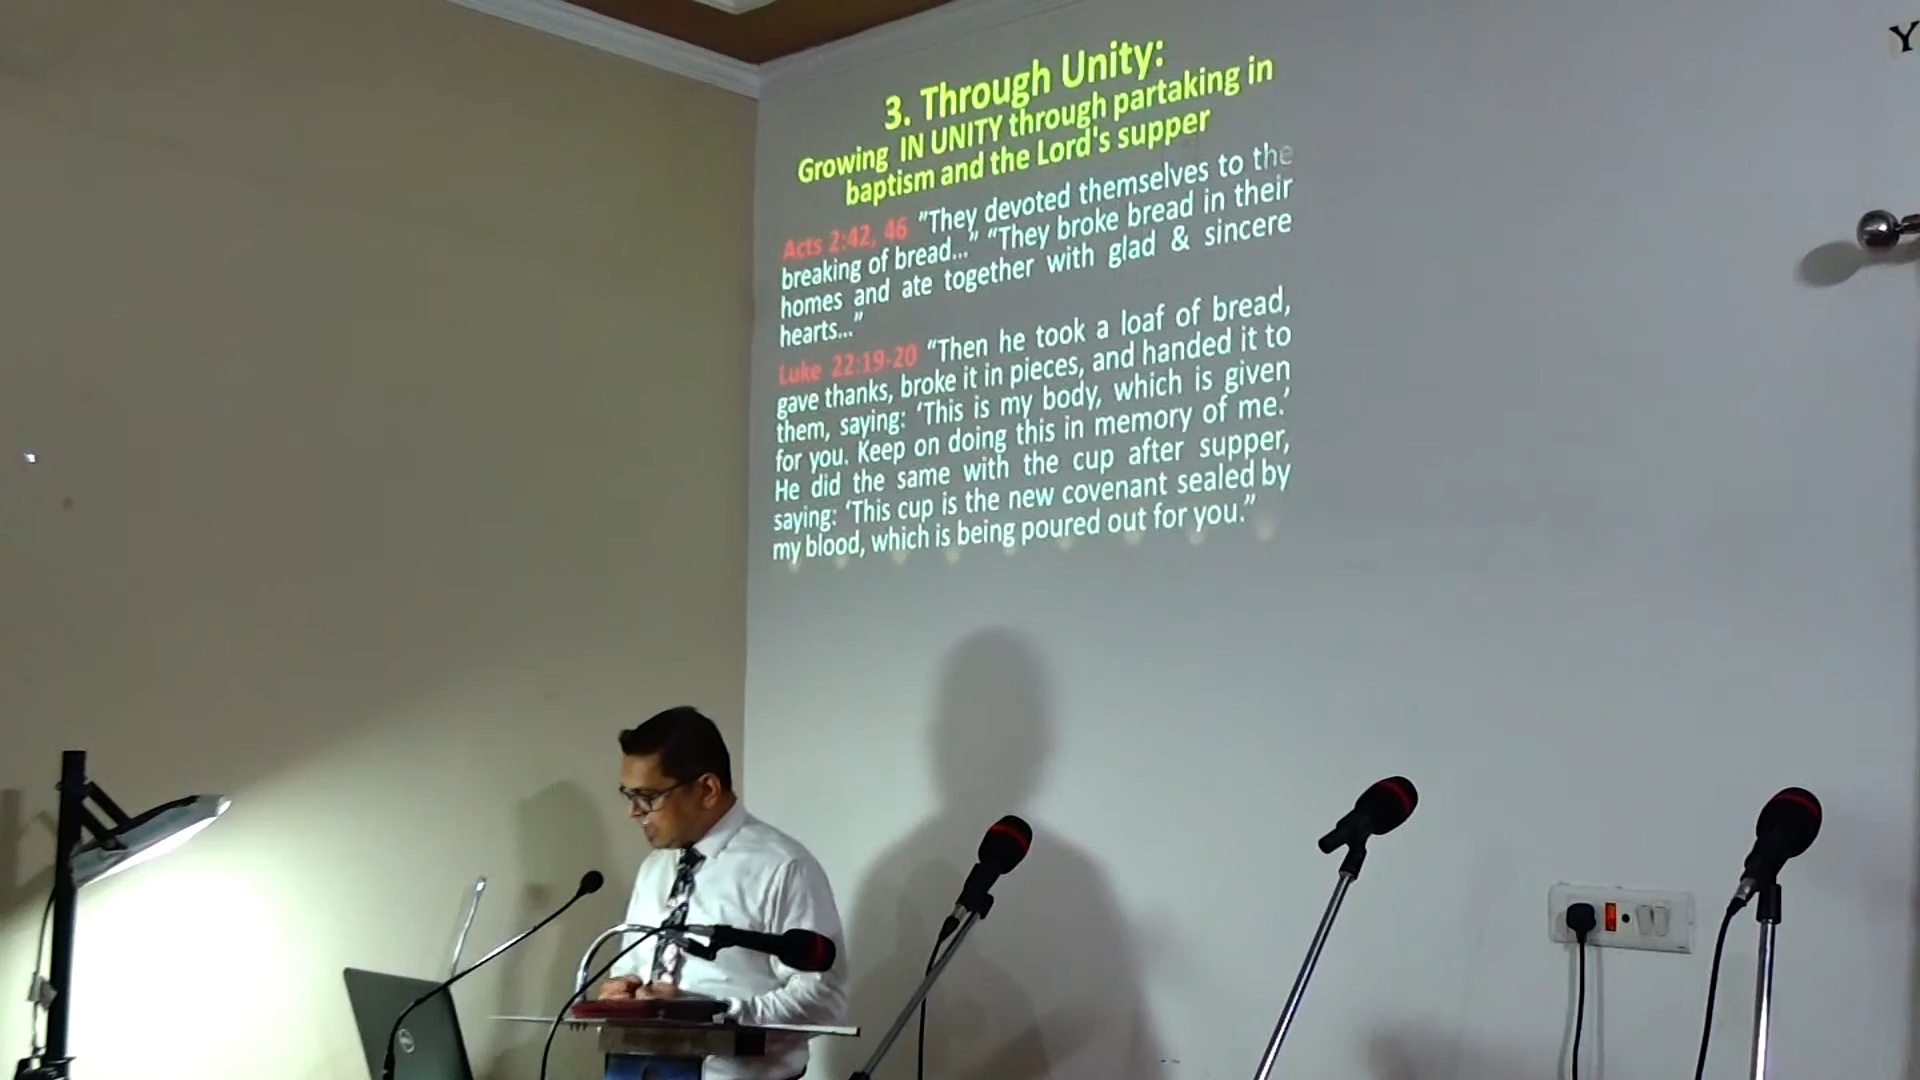 3. Through Unity:
Growing IN UNITY through partaking in
baptism and the Lord's supper
Acts 2:42, 46 "They devoted themselves to the
breaking of bread..." "They broke bread in their
homes and ate together with glad & sincere
hearts..."
Luke 22:19-20 "Then he took a loaf of bread,
gave thanks, broke it in pieces, and handed it to
them, saying: 'This is my body, which is given
for you. Keep on doing this in memory of me.'
He did the same with the cup after supper,
saying: 'This cup is the new covenant sealed by
my blood, which is being poured out for you."
Y
DELL